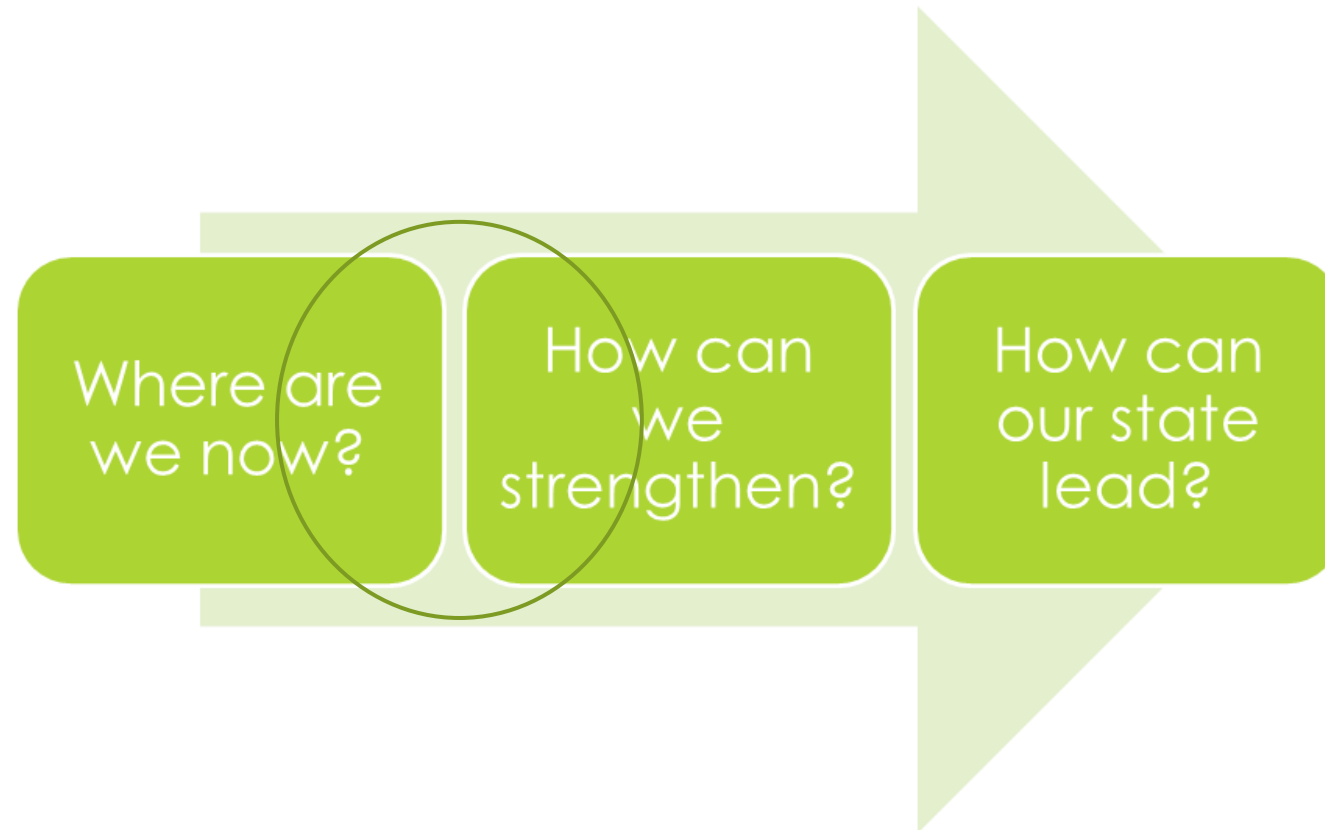 Where are
we now?
How can
we
strengthen?
How can
our state
lead?